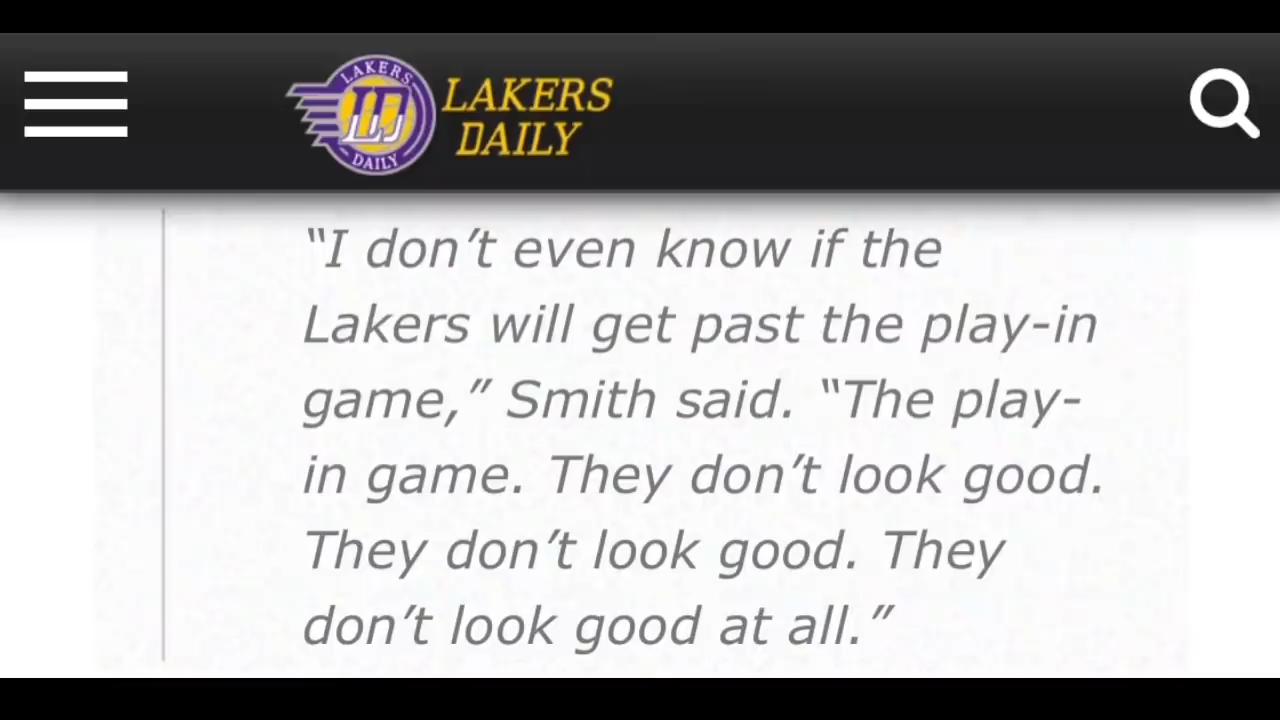 LAKERS
LD
DAILY
LAKERS
DAILY
“I don’t even know if the
Lakers will get past the play-in
game,” Smith said. “The play-
in game. They don’t look good.
They don’t look good. They
don’t look good at all.”